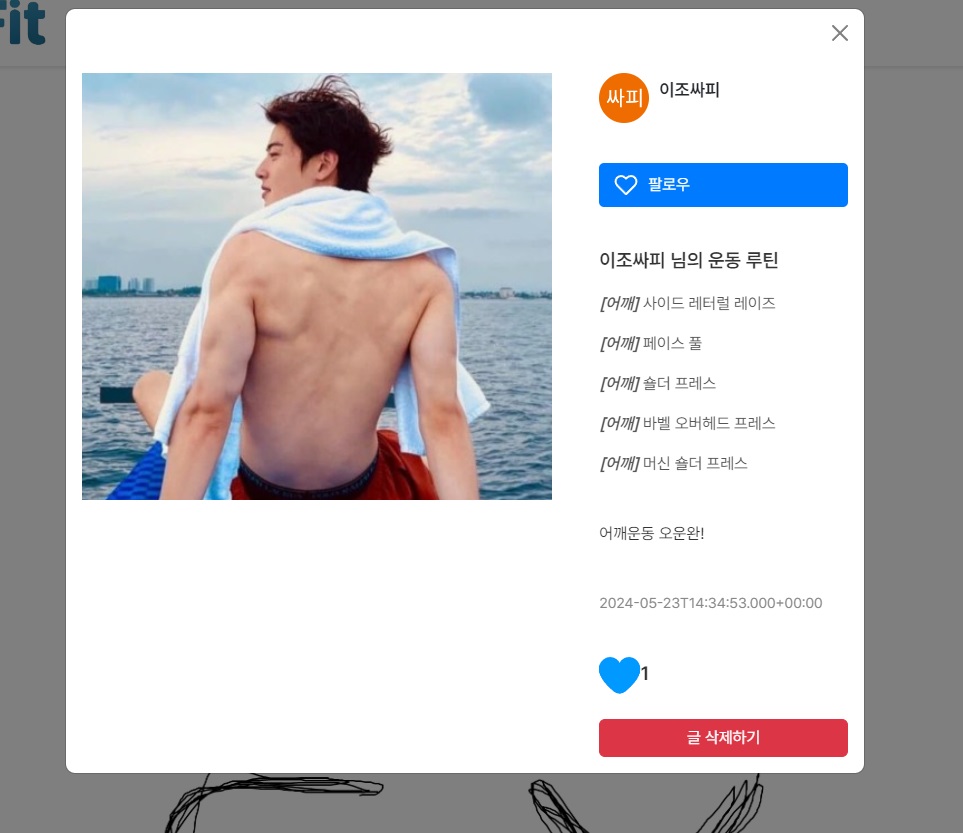 Fit
싸피
이조싸피
팔로우
이조싸피 님의 운동 루틴
[어깨] 사이드 레터럴 레이즈
[어깨] 페이스 풀
[어깨] 숄더 프레스
[어깨] 바벨 오버헤드 프레스
[어깨] 머신 숄더 프레스
어깨운동 오운완!
2024-05-23T14:34:53.000+00:00
1
글 삭제하기